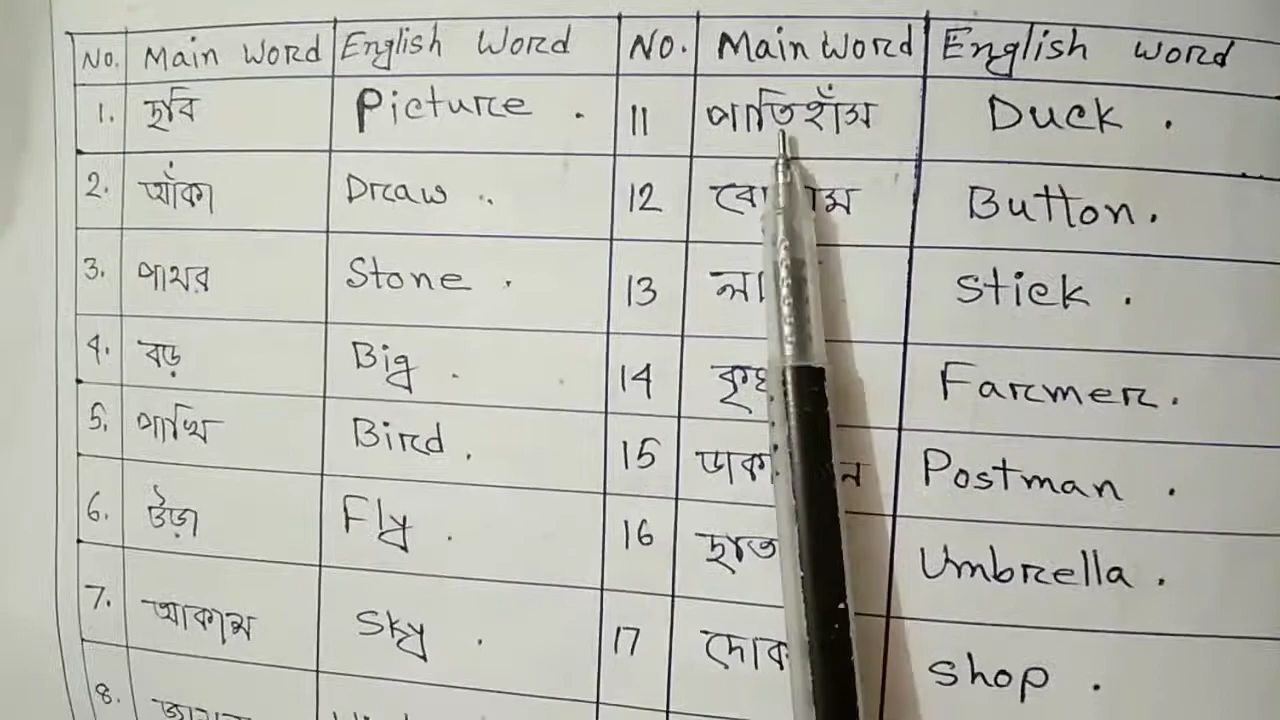 No. Main Word English Word No. Main Word English Word
1. ছবি Picture . 11 পাতিহাঁস Duck .
2. আঁকা Draw .. 12 Button .
3. পাথর Stone . 13 Stick .
4. বড় Big . 14 Farmer .
5. পাখি Bird . 15 Postman .
6. উঁড়া Fly . 16 Umbrella .
7. আকাশ Sky . 17 Shop .
8.